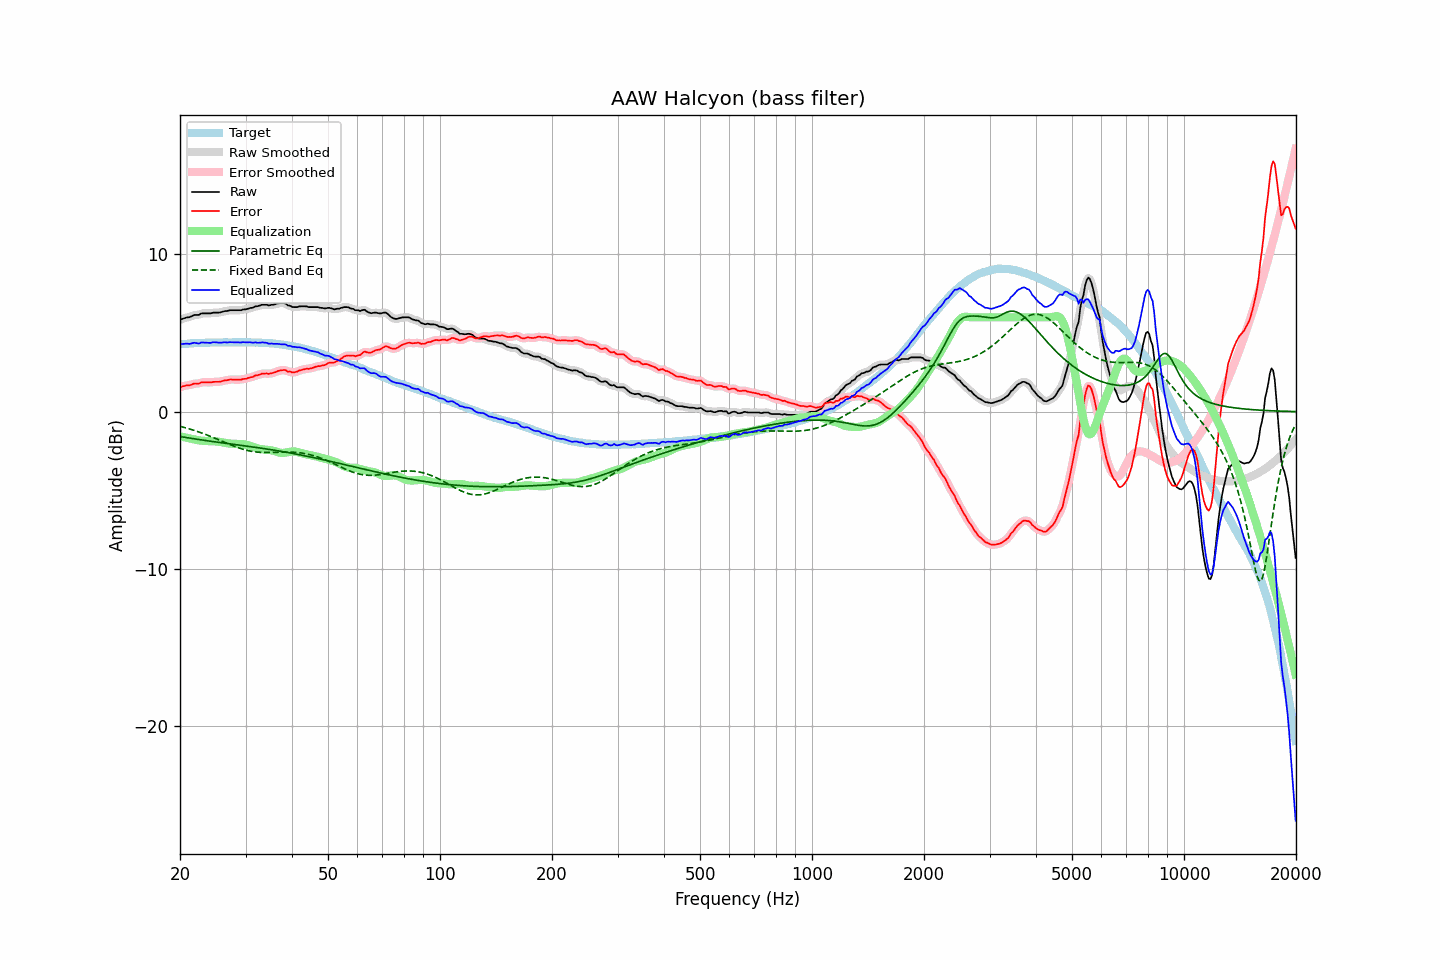 AAW Halcyon (bass filter)
Target
Raw Smoothed
Error Smoothed
Raw
Error
Equalization
Parametric Eq
Fixed Band Eq
Equalized
10
0
−10
−20
Amplitude (dBr)
20
50
100
200
500
1000
2000
5000
10000
20000
Frequency (Hz)